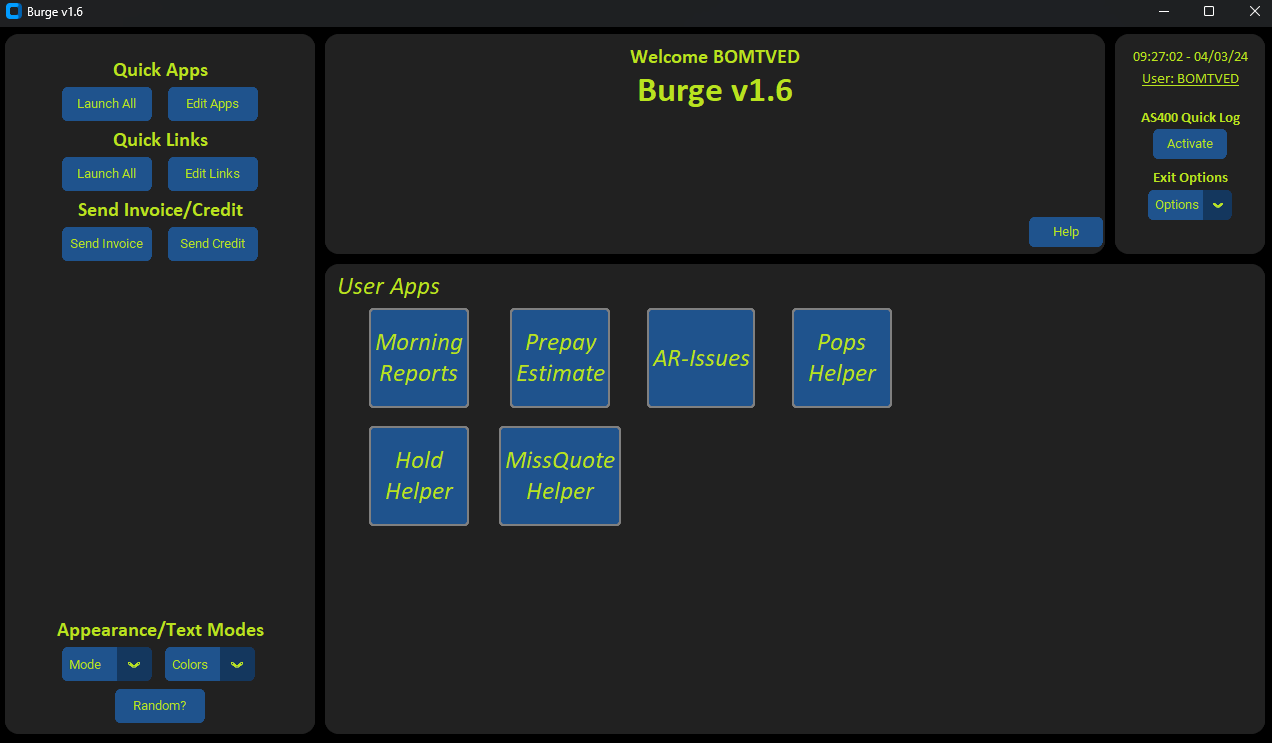 Burge v1.6
Quick Apps
Launch All
Edit Apps
Quick Links
Launch All
Edit Links
Send Invoice/Credit
Send Invoice
Send Credit
Appearance/Text Modes
Mode
Colors
Random?
Welcome BOMTVED
Burge v1.6
Help
09:27:02 - 04/03/24
User: BOMTVED
AS400 Quick Log
Activate
Exit Options
Options
User Apps
Morning
Reports
Prepay
Estimate
AR-Issues
Pops
Helper
Hold
Helper
MissQuote
Helper